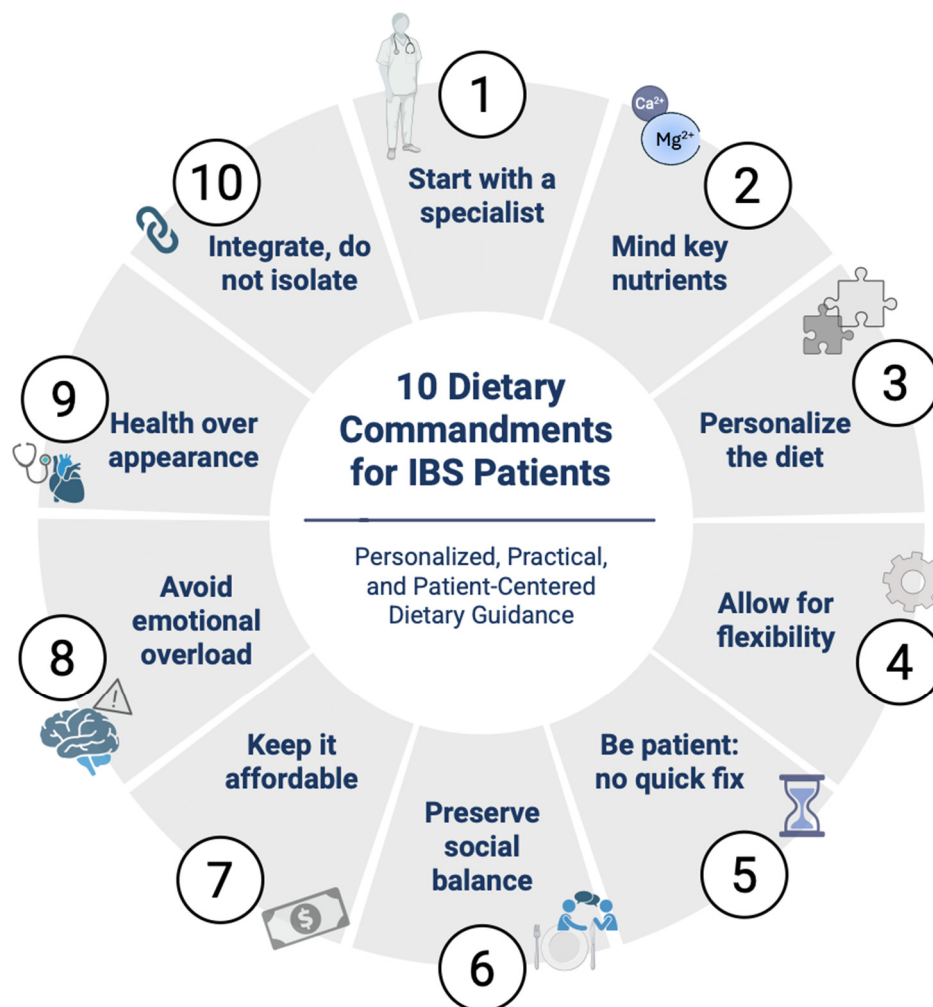 10 Dietary
Commandments
for IBS Patients
Personalized, Practical,
and Patient-Centered
Dietary Guidance
1
Start with a
specialist
Ca²⁺
Mg²⁺
2
Mind key
nutrients
3
Personalize
the diet
4
Allow for
flexibility
5
Be patient:
no quick fix
6
Preserve
social
balance
7
Keep it
affordable
$
8
Avoid
emotional
overload
!
9
Health over
appearance
10
Integrate, do
not isolate